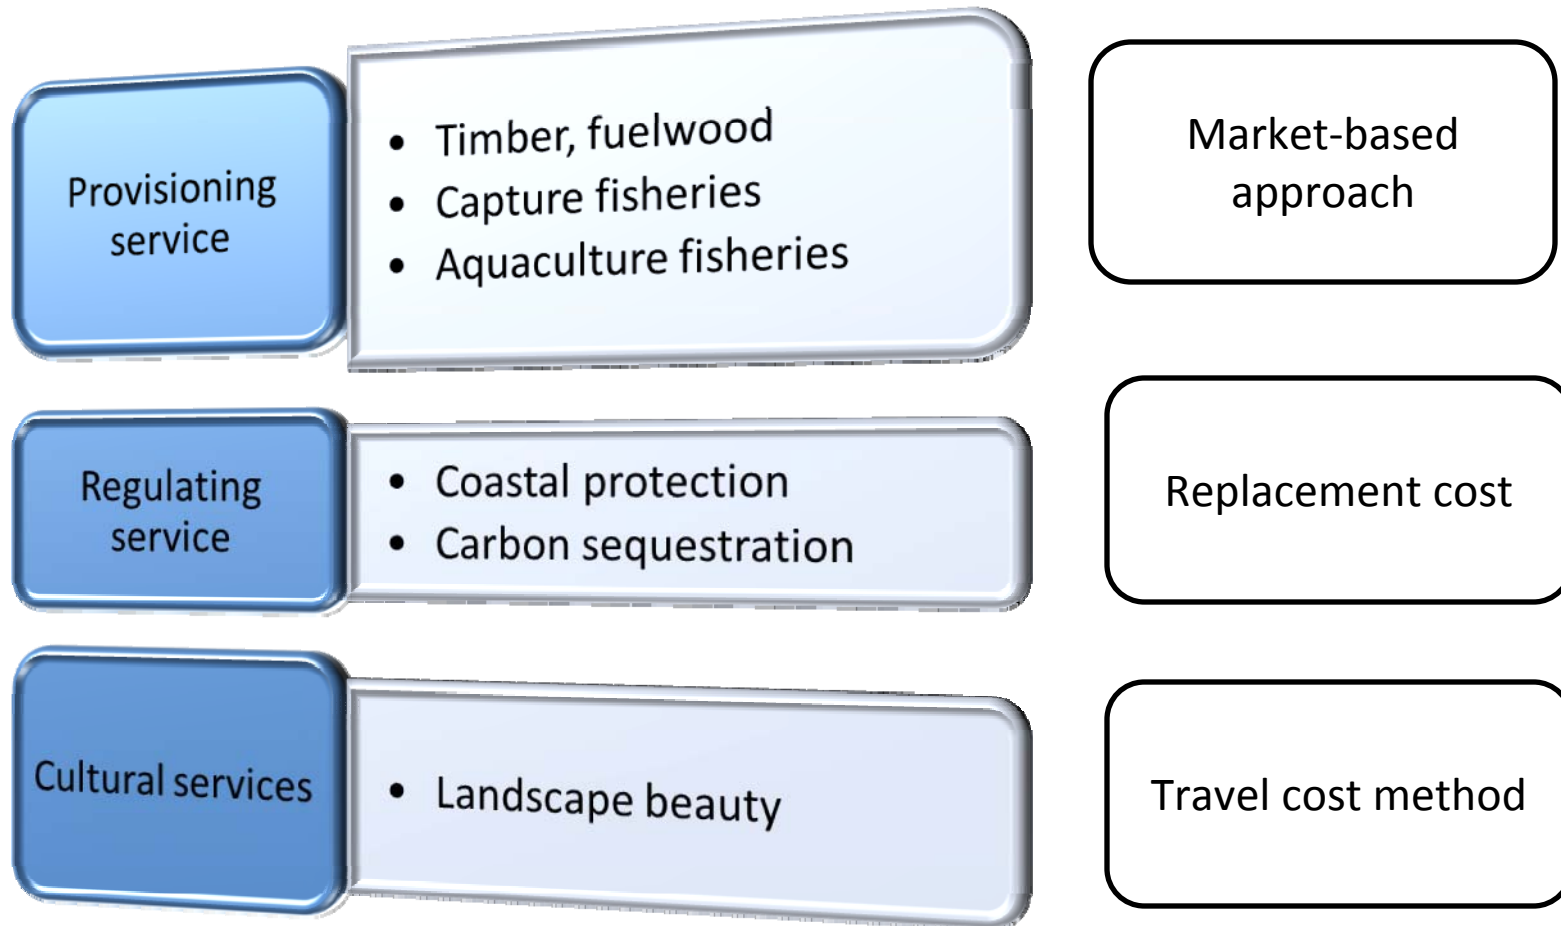 Provisioning
service
• Timber, fuelwood
• Capture fisheries
• Aquaculture fisheries
Market-based
approach
Regulating
service
• Coastal protection
• Carbon sequestration
Replacement cost
Cultural services
• Landscape beauty
Travel cost method